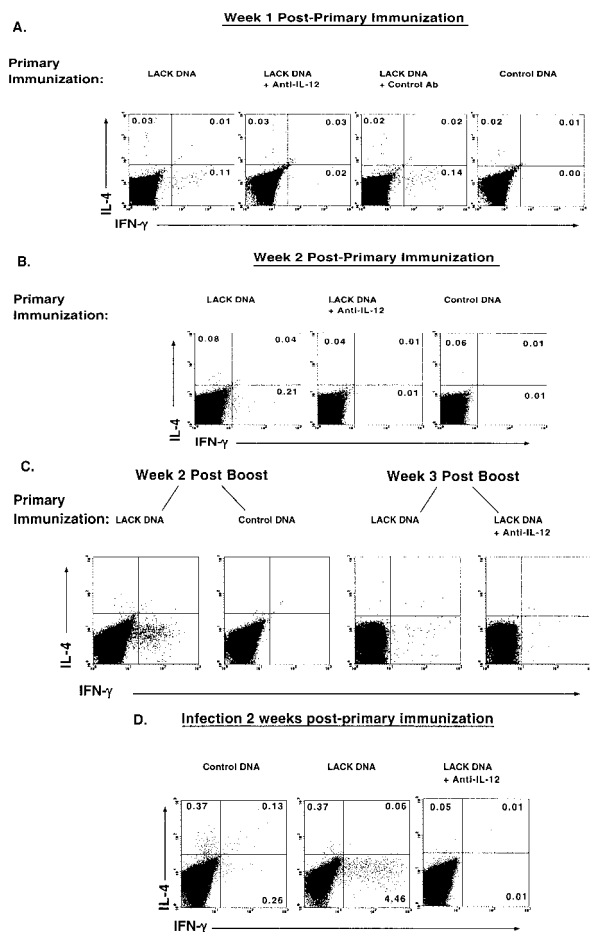 A.
Week 1 Post-Primary Immunization
Primary
Immunization:
LACK DNA
LACK DNA
+ Anti-IL-12
LACK DNA
+ Control Ab
Control DNA
0.03 0.01 0.03 0.03 0.02 0.02 0.02 0.01
0.11 0.02 0.14 0.00
IL-4
IFN-γ
B.
Week 2 Post-Primary Immunization
Primary
Immunization:
LACK DNA
LACK DNA
+ Anti-IL-12
Control DNA
0.08 0.04 0.04 0.01 0.06 0.01
0.21 0.01 0.01
IL-4
IFN-γ
C.
Week 2 Post Boost Week 3 Post Boost
Primary
Immunization:
LACK DNA
Control DNA
LACK DNA
LACK DNA
+ Anti-IL-12
IL-4
IFN-γ
D. Infection 2 weeks post-primary immunization
Control DNA
LACK DNA
LACK DNA
+ Anti-IL-12
0.37 0.13 0.37 0.06 0.05 0.01
0.26 4.46 0.01
IL-4
IFN-γ